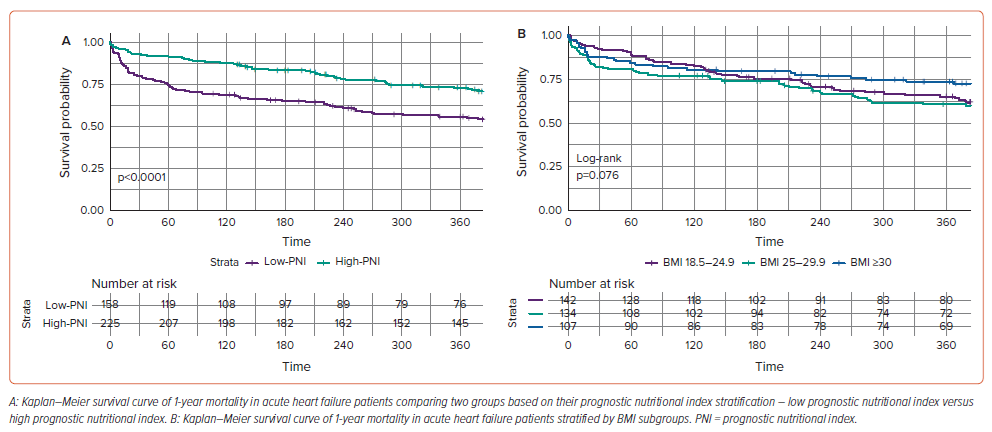 A
1.00
0.75
0.50
0.25
0.00
Survival probability
p<0.0001
0 60 120 180 240 300 360
Time
Strata Low-PNI High-PNI
Number at risk
Strata
Low-PNI 158 119 108 97 89 79 76
High-PNI 225 207 198 182 162 152 145
0 60 120 180 240 300 360
Time
B
1.00
0.75
0.50
0.25
0.00
Survival probability
Log-rank
p=0.076
0 60 120 180 240 300 360
Time
BMI 18.5–24.9 BMI 25–29.9 BMI ≥30
Number at risk
Strata
142 128 118 102 91 83 80
134 108 102 94 82 74 72
107 90 86 83 78 74 69
0 60 120 180 240 300 360
Time
A: Kaplan–Meier survival curve of 1-year mortality in acute heart failure patients comparing two groups based on their prognostic nutritional index stratification – low prognostic nutritional index versus
high prognostic nutritional index. B: Kaplan–Meier survival curve of 1-year mortality in acute heart failure patients stratified by BMI subgroups. PNI = prognostic nutritional index.